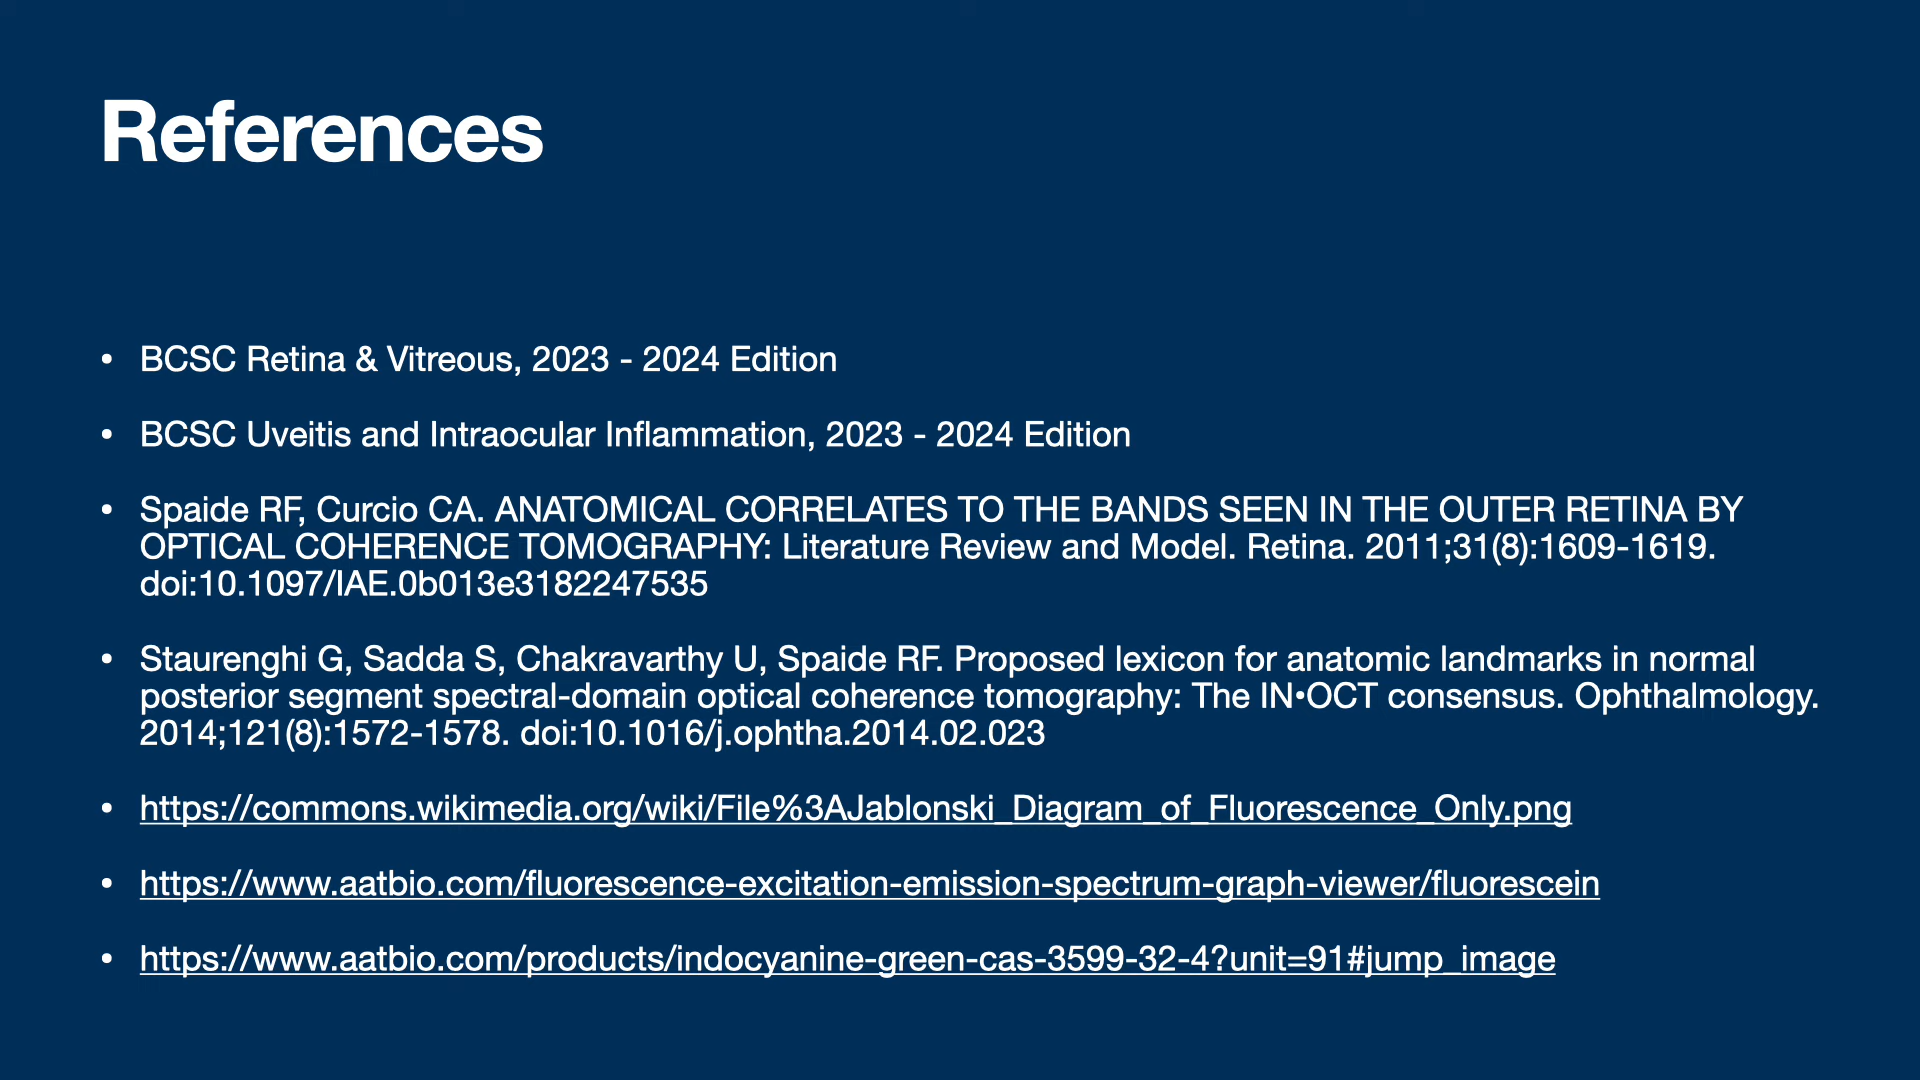 References
• BCSC Retina & Vitreous, 2023 - 2024 Edition
• BCSC Uveitis and Intraocular Inflammation, 2023 - 2024 Edition
• Spaide RF, Curcio CA. ANATOMICAL CORRELATES TO THE BANDS SEEN IN THE OUTER RETINA BY
OPTICAL COHERENCE TOMOGRAPHY: Literature Review and Model. Retina. 2011;31(8):1609-1619.
doi:10.1097/IAE.0b013e3182247535
• Staurenghi G, Sadda S, Chakravarthy U, Spaide RF. Proposed lexicon for anatomic landmarks in normal
posterior segment spectral-domain optical coherence tomography: The IN•OCT consensus. Ophthalmology.
2014;121(8):1572-1578. doi:10.1016/j.ophtha.2014.02.023
• https://commons.wikimedia.org/wiki/File%3AJablonski_Diagram_of_Fluorescence_Only.png
• https://www.aatbio.com/fluorescence-excitation-emission-spectrum-graph-viewer/fluorescein
• https://www.aatbio.com/products/indocyanine-green-cas-3599-32-4?unit=91#jump_image